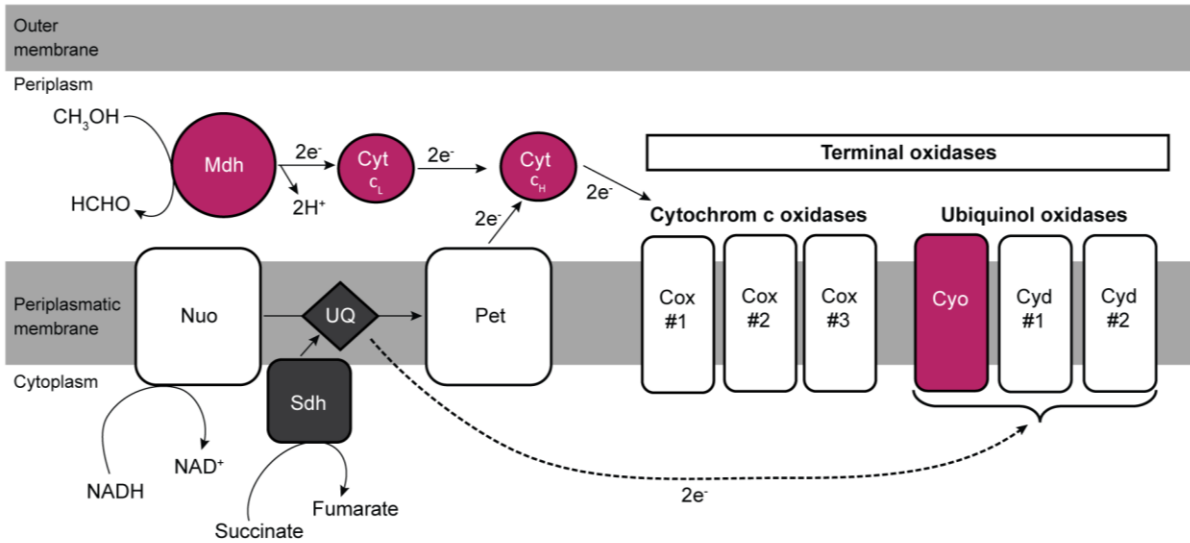 Outer
membrane
Periplasm
CH₃OH
HCHO
Mdh
2e⁻
2H⁺
Cyt
c_L
2e⁻
Cyt
c_H
2e⁻
2e⁻
Terminal oxidases
Cytochrom c oxidases
Ubiquinol oxidases
Periplasmatic
membrane
Nuo
UQ
Pet
Cox
#1
Cox
#2
Cox
#3
Cyo
Cyd
#1
Cyd
#2
Cytoplasm
Sdh
NADH
NAD⁺
Succinate
Fumarate
2e⁻